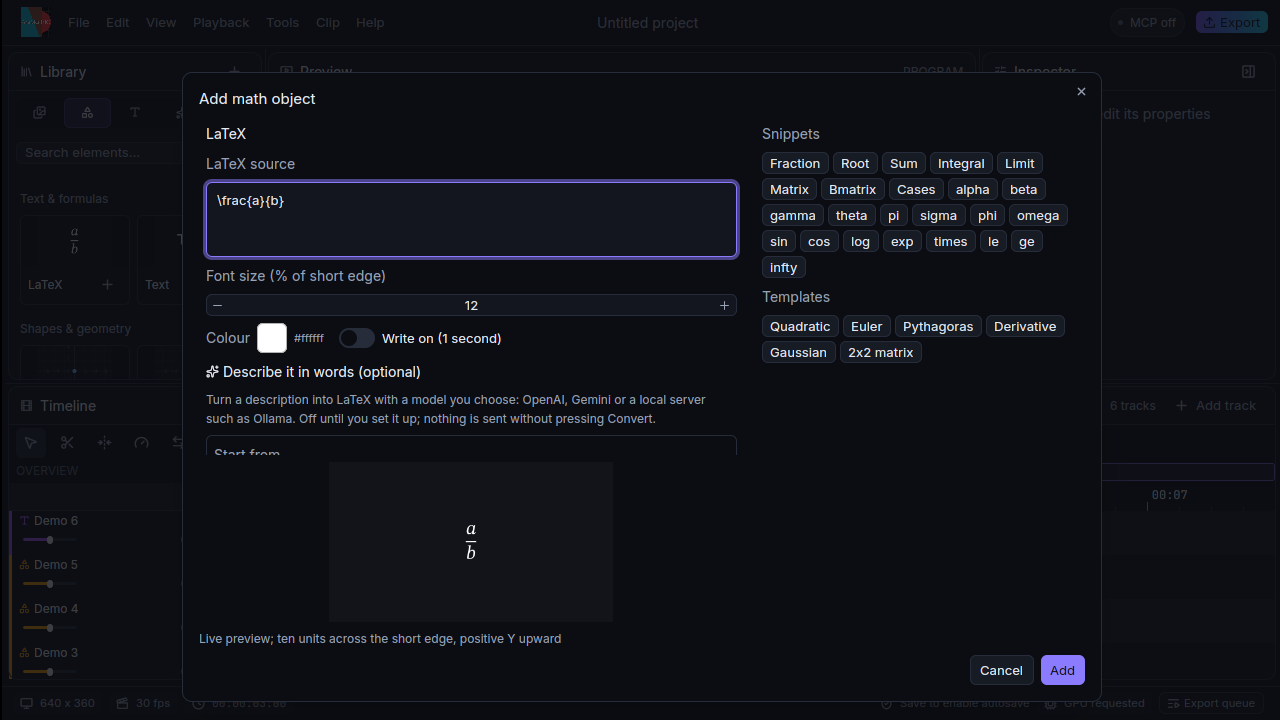 File Edit View Playback Tools Clip Help
Untitled project
MCP off
Export
Library
Preview
PROGRAM
Inspector
Search elements...
dit its properties
Text & formulas
a
b
LaTeX
Text
Shapes & geometry
Add math object
LaTeX
LaTeX source
\frac{a}{b}
Font size (% of short edge)
12
Colour
#ffffff
Write on (1 second)
Describe it in words (optional)
Turn a description into LaTeX with a model you choose: OpenAI, Gemini or a local server
such as Ollama. Off until you set it up; nothing is sent without pressing Convert.
Start from
a
b
Live preview; ten units across the short edge, positive Y upward
Snippets
Fraction Root Sum Integral Limit
Matrix Bmatrix Cases alpha beta
gamma theta pi sigma phi omega
sin cos log exp times le ge
infty
Templates
Quadratic Euler Pythagoras Derivative
Gaussian 2x2 matrix
Cancel Add
Timeline
6 tracks
Add track
OVERVIEW
00:07
Demo 6
Demo 5
Demo 4
Demo 3
640 x 360
30 fps
00:00:03:00
Save to enable autosave
GPU requested
Export queue